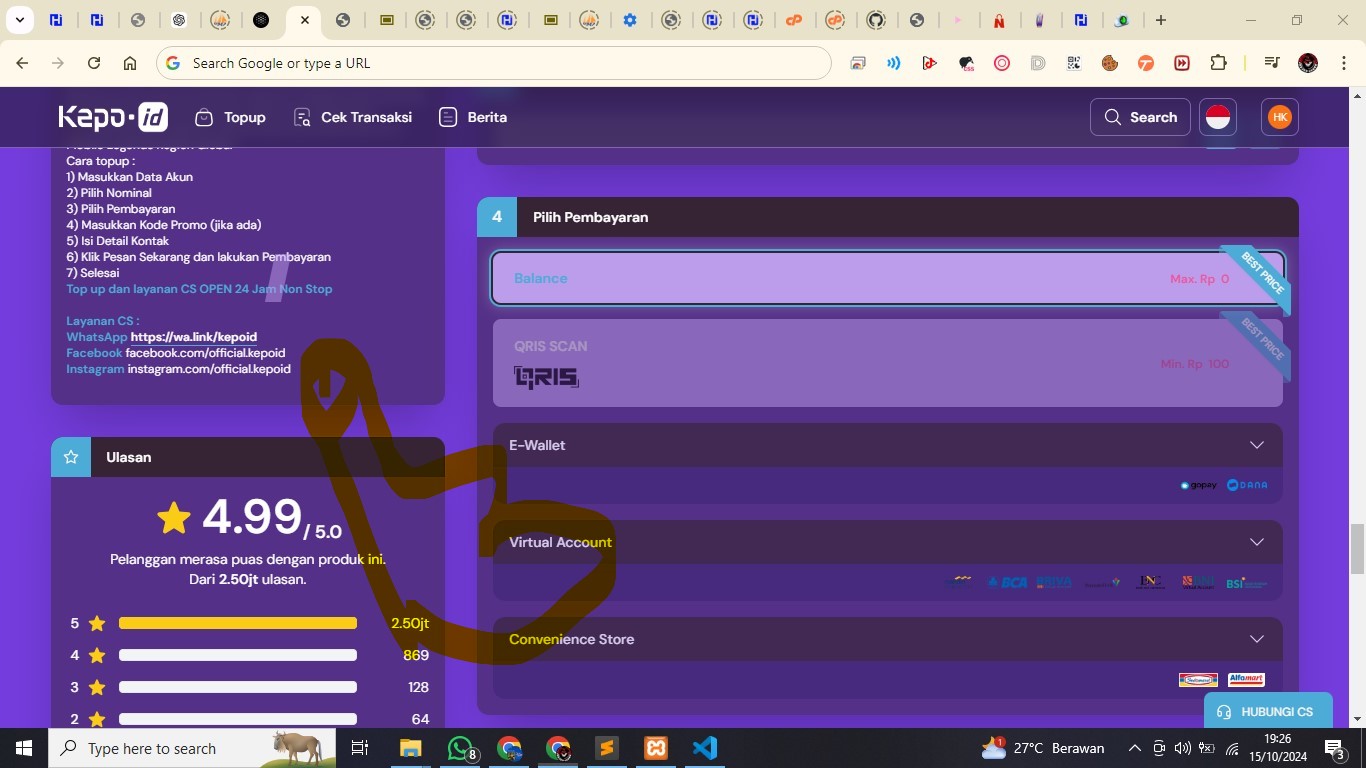 Search Google or type a URL
Kepo.id
Topup
Cek Transaksi
Berita
Search
HK
Cara topup :
1) Masukkan Data Akun
2) Pilih Nominal
3) Pilih Pembayaran
4) Masukkan Kode Promo (jika ada)
5) Isi Detail Kontak
6) Klik Pesan Sekarang dan lakukan Pembayaran
7) Selesai
Top up dan layanan CS OPEN 24 Jam Non Stop
Layanan CS :
WhatsApp https://wa.link/kepoid
Facebook facebook.com/official.kepoid
Instagram instagram.com/official.kepoid
Ulasan
4.99 / 5.0
Pelanggan merasa puas dengan produk ini.
Dari 2.50jt ulasan.
5 2.50jt
4 869
3 128
2 64
4 Pilih Pembayaran
Balance
Max. Rp 0
BEST PRICE
QRIS SCAN
QRIS
Min. Rp 100
BEST PRICE
E-Wallet
gopay DANA
Virtual Account
BCA BRIVA BNC BSI
Convenience Store
Indomaret Alfamart
HUBUNGI CS
Type here to search
8
1
27°C Berawan
19:26
15/10/2024
3